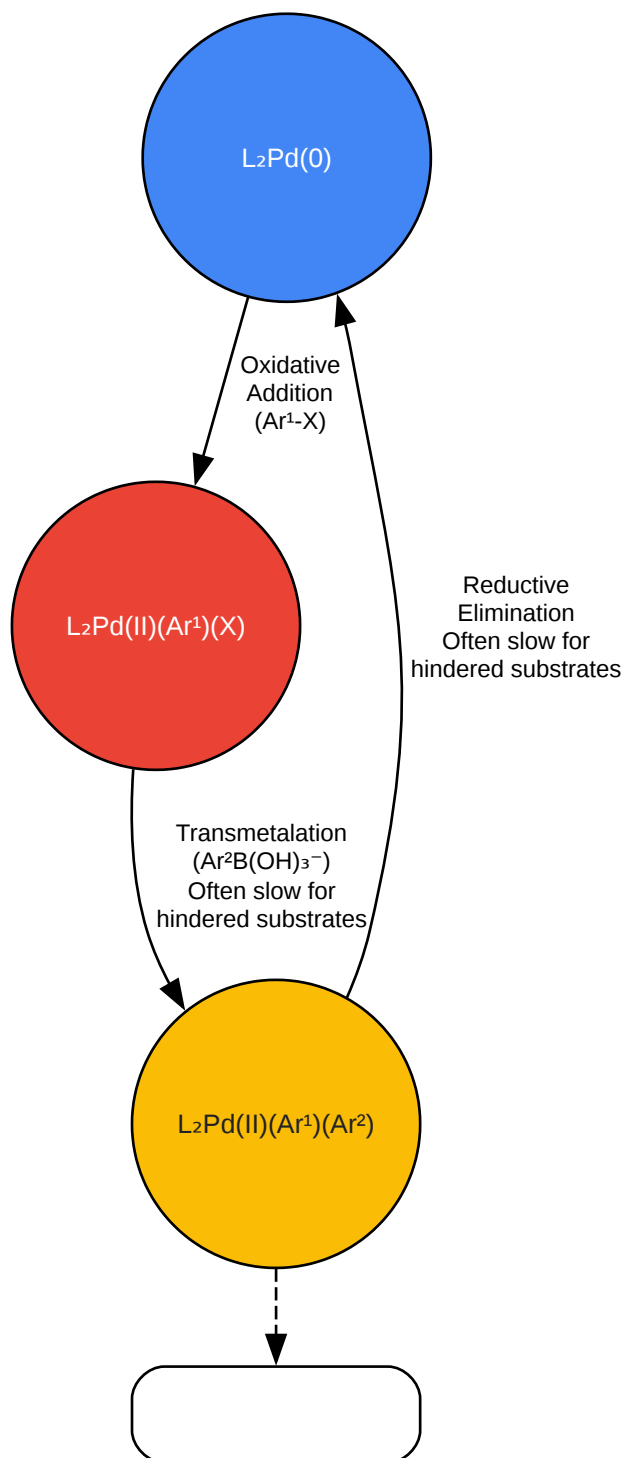 L₂Pd(0)
Oxidative
Addition
(Ar¹-X)
L₂Pd(II)(Ar¹)(X)
Reductive
Elimination
Often slow for
hindered substrates
Transmetalation
(Ar²B(OH)₃⁻)
Often slow for
hindered substrates
L₂Pd(II)(Ar¹)(Ar²)